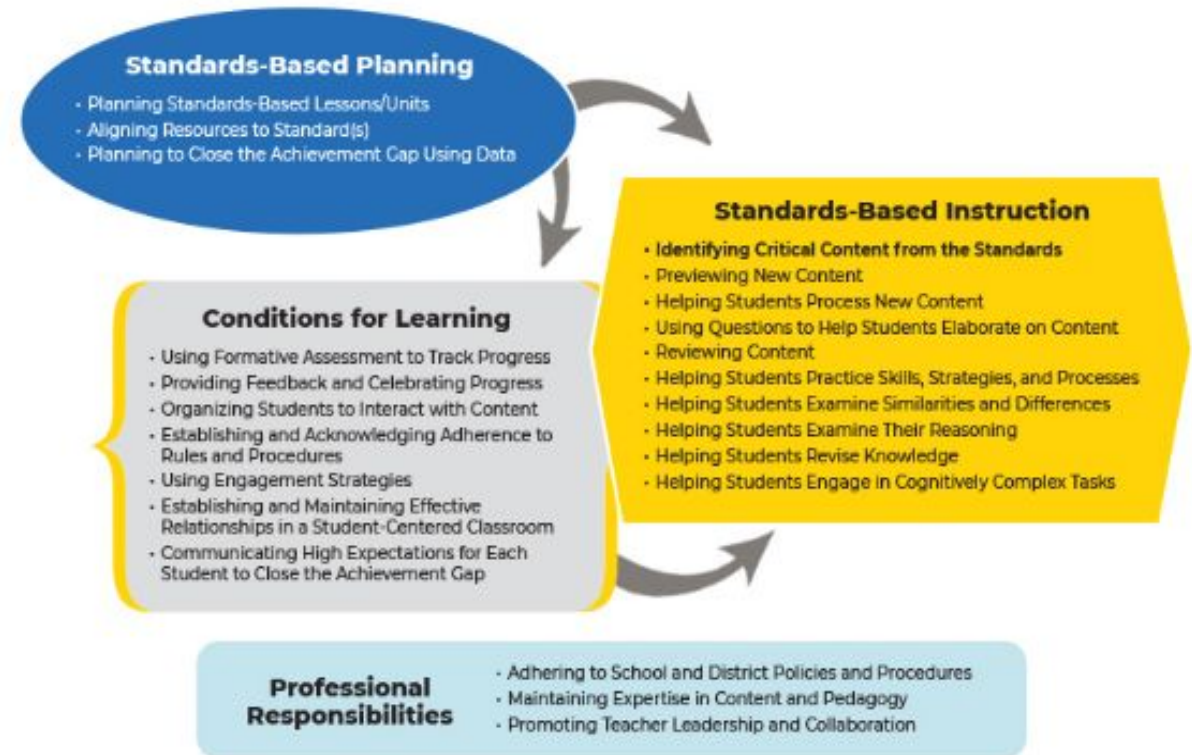 Standards-Based Planning
• Planning Standards-Based Lessons/Units
• Aligning Resources to Standard(s)
• Planning to Close the Achievement Gap Using Data
Standards-Based Instruction
• Identifying Critical Content from the Standards
• Previewing New Content
• Helping Students Process New Content
• Using Questions to Help Students Elaborate on Content
• Reviewing Content
• Helping Students Practice Skills, Strategies, and Processes
• Helping Students Examine Similarities and Differences
• Helping Students Examine Their Reasoning
• Helping Students Revise Knowledge
• Helping Students Engage in Cognitively Complex Tasks
Conditions for Learning
• Using Formative Assessment to Track Progress
• Providing Feedback and Celebrating Progress
• Organizing Students to Interact with Content
• Establishing and Acknowledging Adherence to
Rules and Procedures
• Using Engagement Strategies
• Establishing and Maintaining Effective
Relationships in a Student-Centered Classroom
• Communicating High Expectations for Each
Student to Close the Achievement Gap
Professional
Responsibilities
• Adhering to School and District Policies and Procedures
• Maintaining Expertise in Content and Pedagogy
• Promoting Teacher Leadership and Collaboration